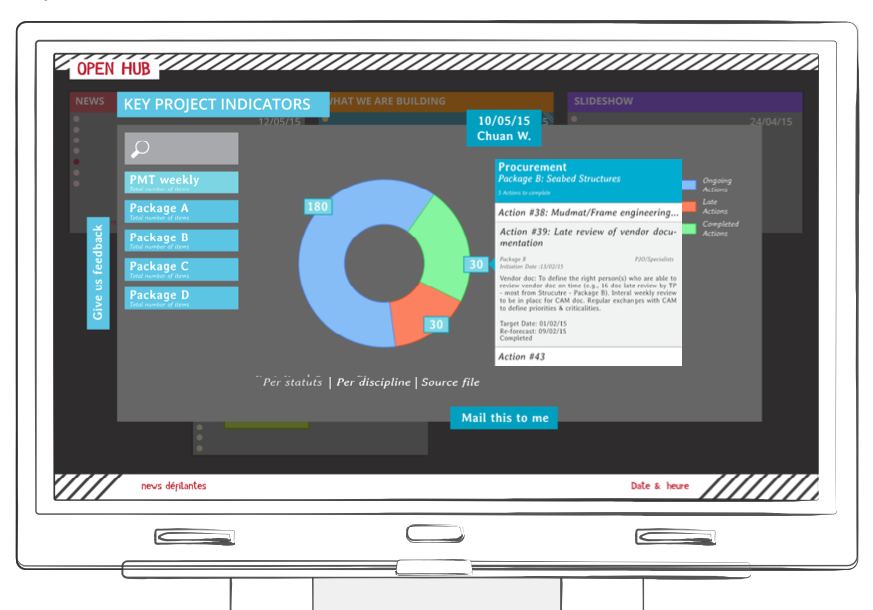 OPEN HUB
NEWS
KEY PROJECT INDICATORS
WHAT WE ARE BUILDING
SLIDESHOW
12/05/15
24/04/15
10/05/15
Chuan W.
PMT weekly
Total number of items
Package A
Total number of items
Package B
Total number of items
Package C
Total number of items
Package D
Total number of items
Give us feedback
180
30
30
Procurement
Package B: Seabed Structures
5 Actions to complete
Action #38: Mudmat/Frame engineering...
Action #39: Late review of vendor docu-
mentation
Package B
P2O/Specialists
Initiation Date :15/02/15
Vendor doc: To define the right person(s) who are able to
review vendor doc on time (e.g., 16 doc late review by TP
- most from Strucutre - Package B). Interal weekly review
to be in place for CAM doc. Regular exchanges with CAM
to define priorities & criticalities.
Target Date: 01/02/15
Re-forecast: 09/02/15
Completed
Action #43
Ongoing
Actions
Late
Actions
Completed
Actions
Per statuts | Per discipline | Source file
Mail this to me
news défilantes
Date & heure